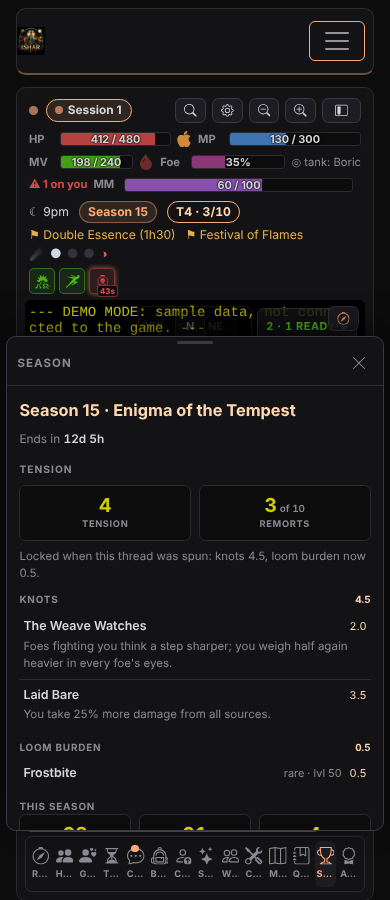 ISHAR
Session 1
HP 412 / 480 MP 130 / 300
MV 198 / 240 Foe 35% tank: Boric
1 on you MM 60 / 100
9pm Season 15 T4 · 3/10
Double Essence (1h30) Festival of Flames
43s
--- DEMO MODE: sample data, not conn
cted to the game. ---
N NE 2 · 1 READY
SEASON
Season 15 · Enigma of the Tempest
Ends in 12d 5h
TENSION
4 3 of 10
TENSION REMORTS
Locked when this thread was spun: knots 4.5, loom burden now
0.5.
KNOTS 4.5
The Weave Watches 2.0
Foes fighting you think a step sharper; you weigh half again
heavier in every foe's eyes.
Laid Bare 3.5
You take 25% more damage from all sources.
LOOM BURDEN 0.5
Frostbite rare · lvl 50 0.5
THIS SEASON
R... H... G... T... C... B... C... S... W... C... M... Q... S... A...